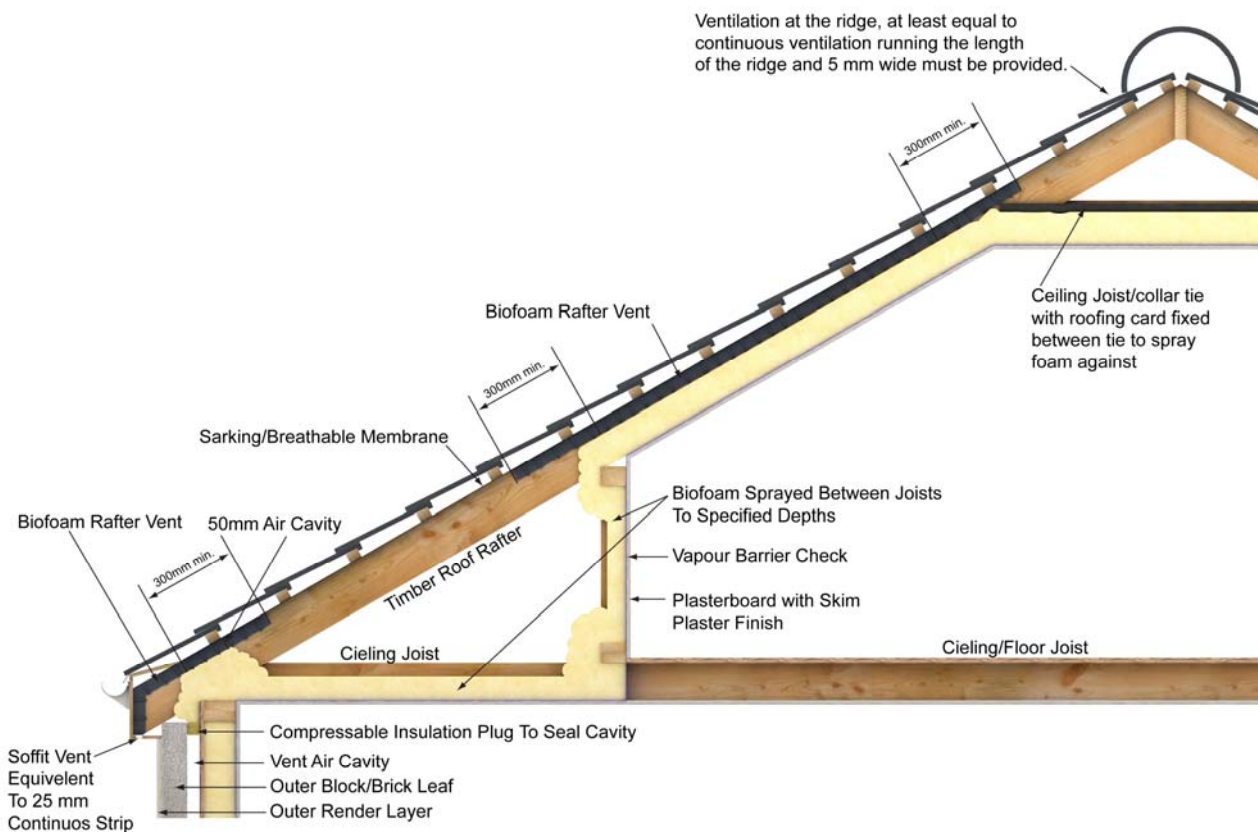 Ventilation at the ridge, at least equal to
continuous ventilation running the length
of the ridge and 5 mm wide must be provided.
300mm min.
Biofoam Rafter Vent
Ceiling Joist/collar tie
with roofing card fixed
between tie to spray
foam against
300mm min.
Sarking/Breathable Membrane
Biofoam Sprayed Between Joists
To Specified Depths
Biofoam Rafter Vent
50mm Air Cavity
300mm min.
Timber Roof Rafter
Vapour Barrier Check
Plasterboard with Skim
Plaster Finish
Cieling Joist
Cieling/Floor Joist
Compressable Insulation Plug To Seal Cavity
Soffit Vent
Equivelent
To 25 mm
Continuos Strip
Vent Air Cavity
Outer Block/Brick Leaf
Outer Render Layer